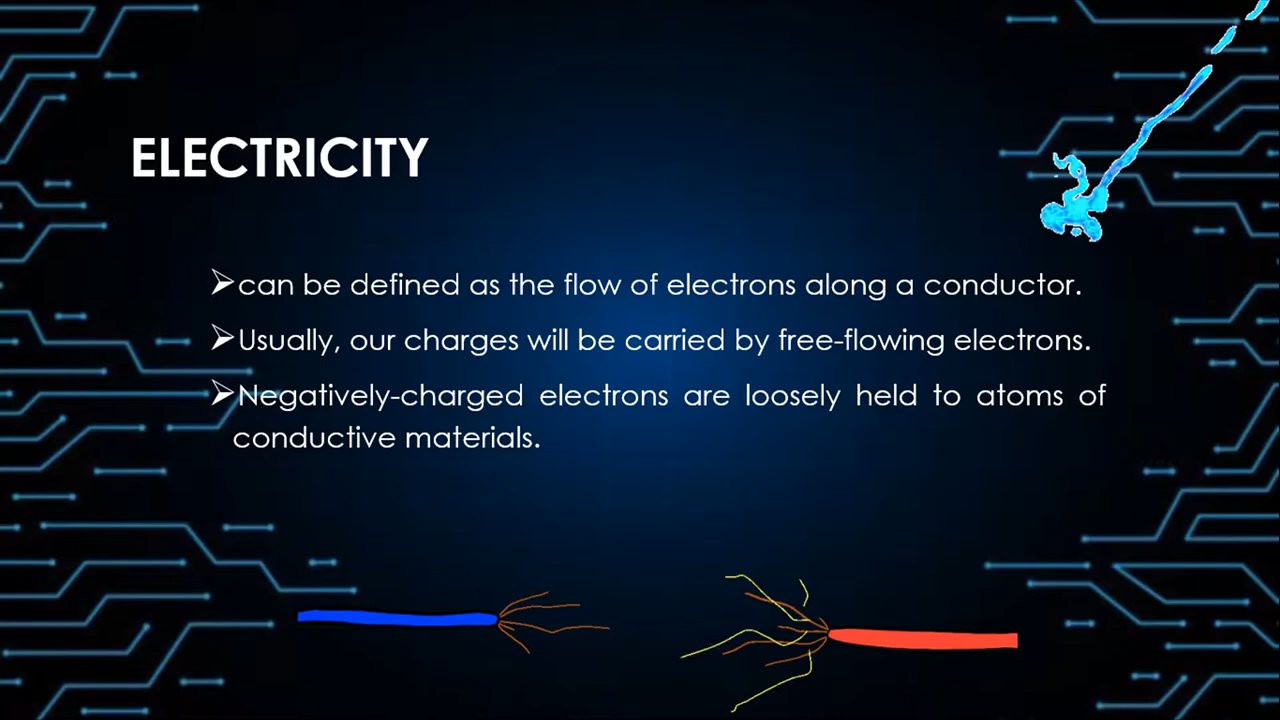 ELECTRICITY
➢can be defined as the flow of electrons along a conductor.
➢Usually, our charges will be carried by free-flowing electrons.
➢Negatively-charged electrons are loosely held to atoms of
conductive materials.